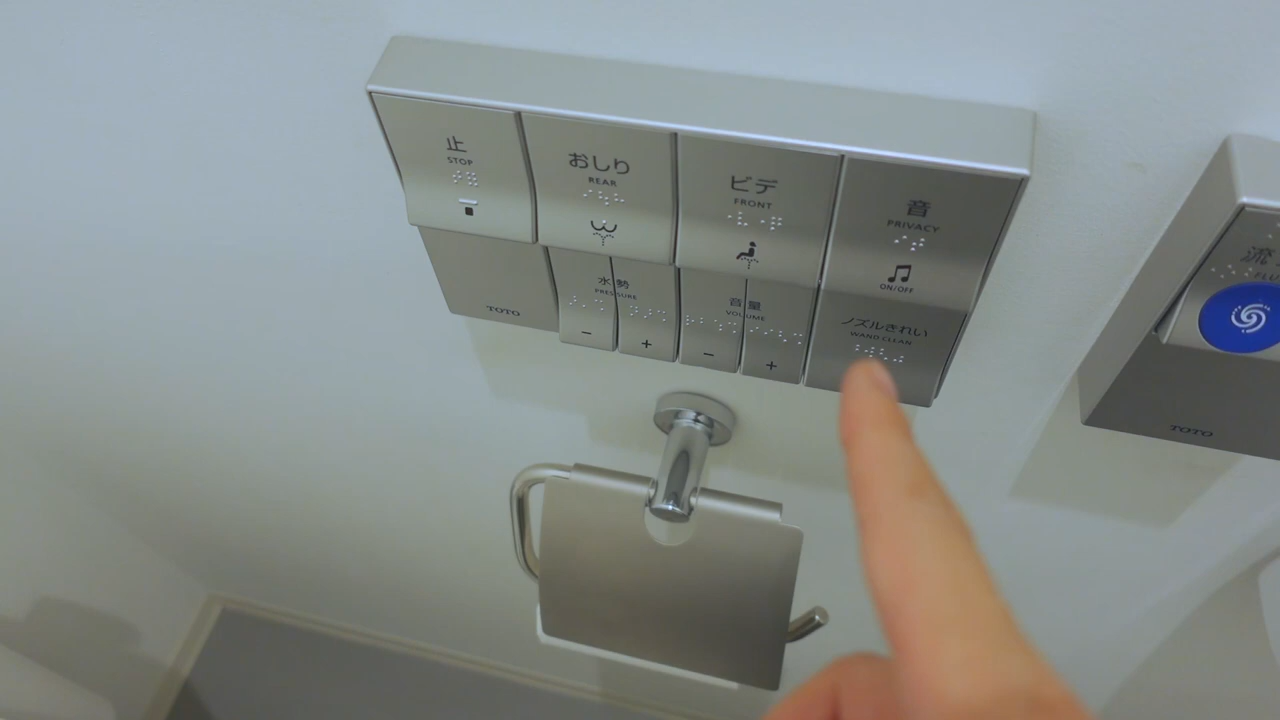 止
STOP
おしり
REAR
ビデ
FRONT
音
PRIVACY
ON/OFF
TOTO
水勢
PRESSURE
-
+
音量
VOLUME
-
+
ノズルきれい
WAND CLEAN
流
TOTO